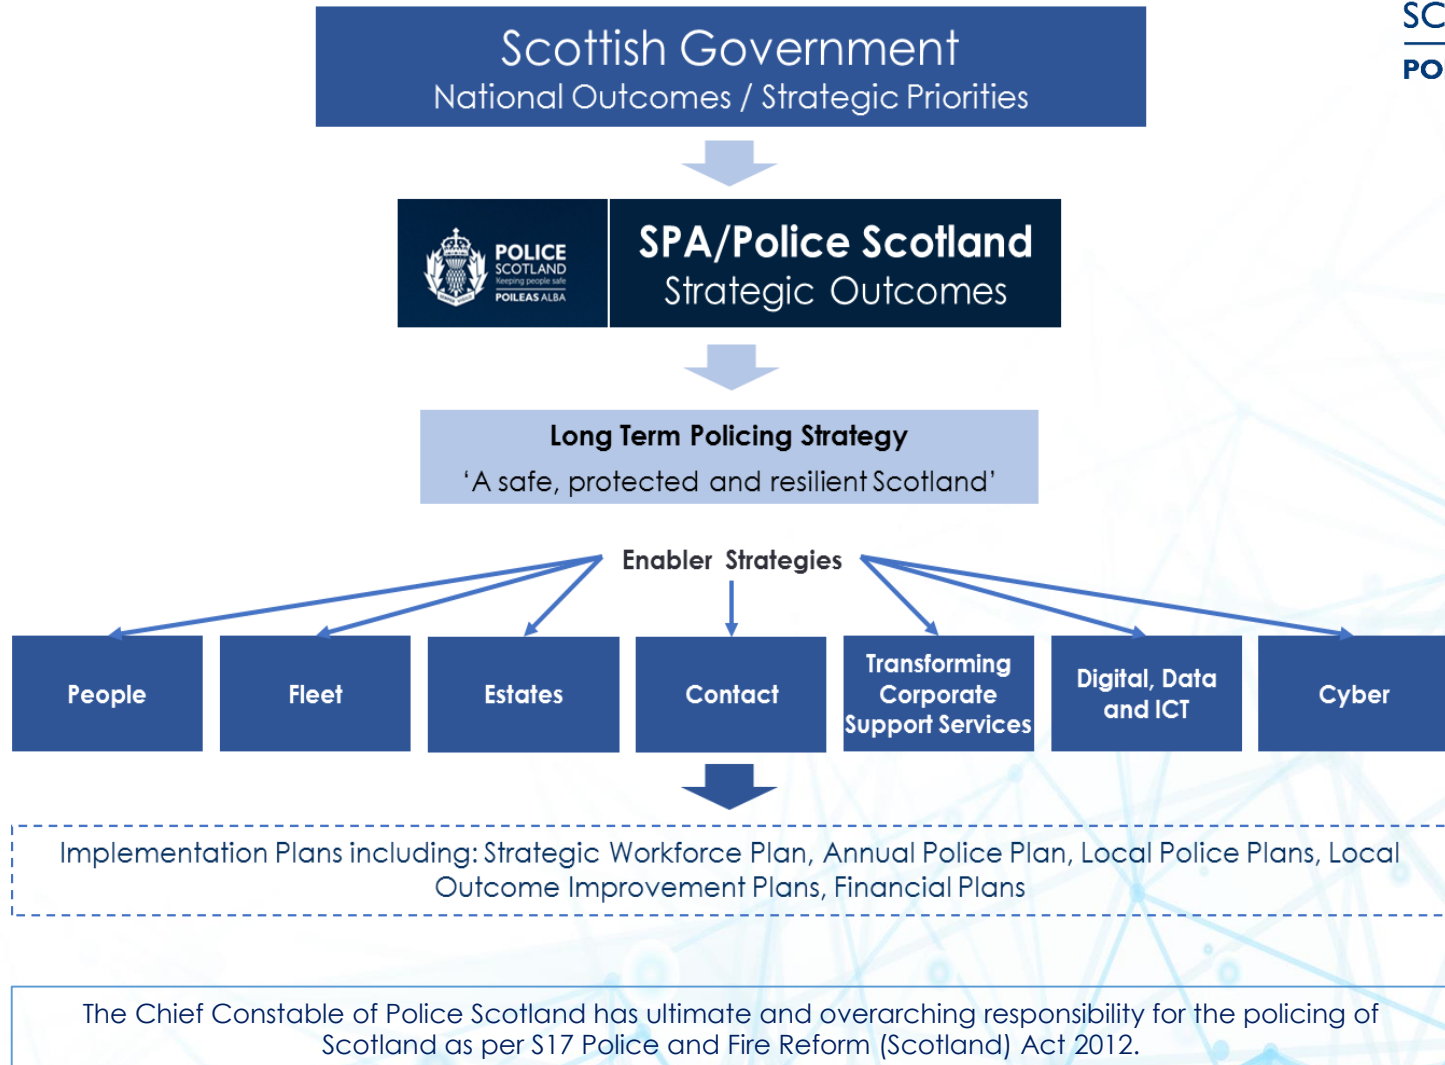 Scottish Government
National Outcomes / Strategic Priorities
POLICE
SCOTLAND
Keeping people safe
POILEAS ALBA
SPA/Police Scotland
Strategic Outcomes
Long Term Policing Strategy
‘A safe, protected and resilient Scotland’
Enabler Strategies
People
Fleet
Estates
Contact
Transforming
Corporate
Support Services
Digital, Data
and ICT
Cyber
Implementation Plans including: Strategic Workforce Plan, Annual Police Plan, Local Police Plans, Local
Outcome Improvement Plans, Financial Plans
The Chief Constable of Police Scotland has ultimate and overarching responsibility for the policing of
Scotland as per S17 Police and Fire Reform (Scotland) Act 2012.